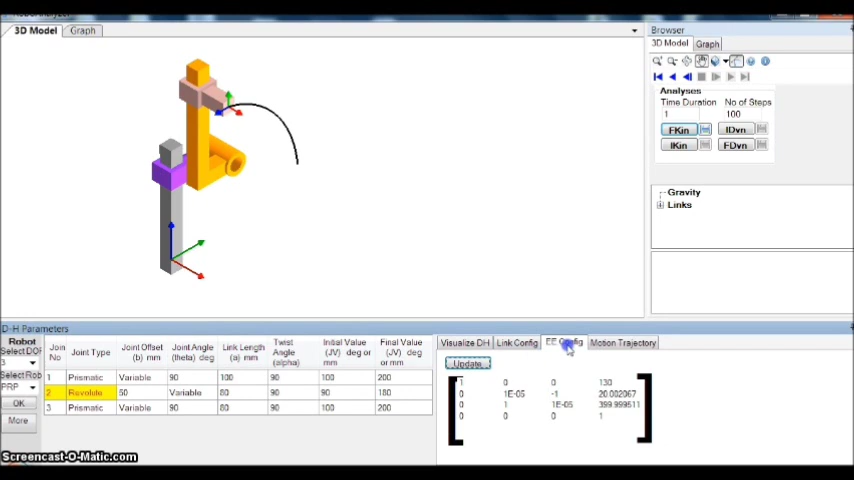 3D Model Graph
Browser
3D Model Graph
Analyses
Time Duration No of Steps
1 100
FKin IDyn
IKin FDyn
Gravity
Links
D-H Parameters
Robot
Select DOF
3
Select Rob
PRP
OK
More
Join No Joint Type Joint Offset (b) mm Joint Angle (theta) deg Link Length (a) mm Twist Angle (alpha) deg Initial Value (JV) deg or mm Final Value (JV) deg or mm
1 Prismatic Variable 90 100 90 100 200
2 Revolute 50 Variable 80 90 90 180
3 Prismatic Variable 90 80 90 100 200
Visualize DH Link Config EE Config Motion Trajectory
Update
1 0 0 130
0 1E-05 -1 20.002067
0 1 1E-05 399.999511
0 0 0 1
Screencast-O-Matic.com